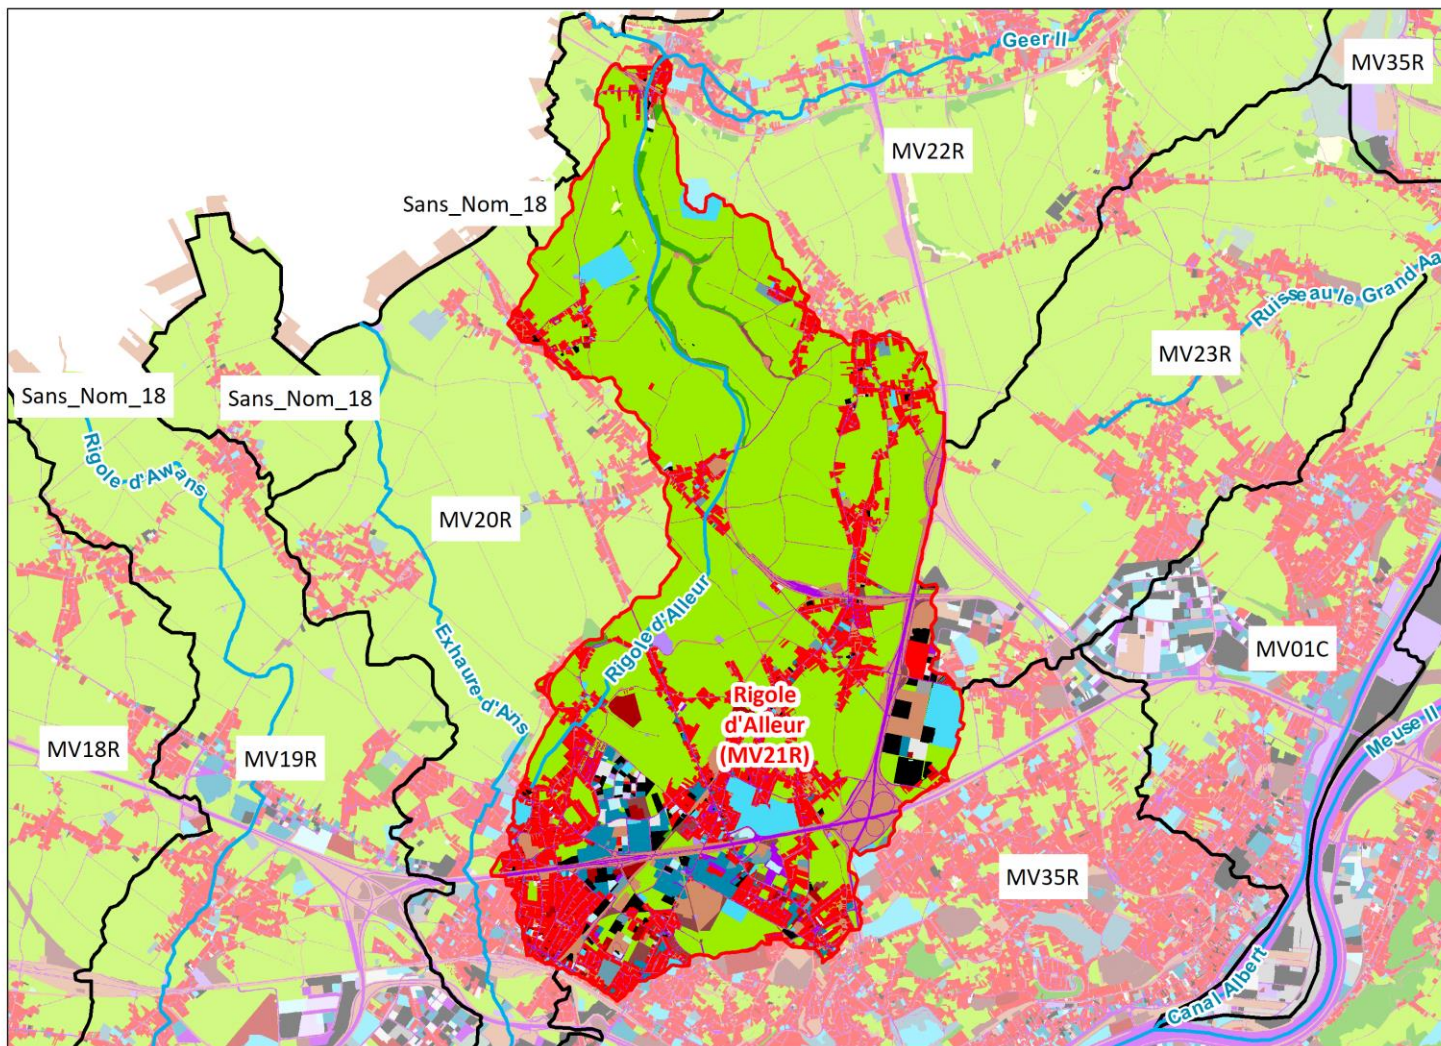 Geer II
MV35R
MV22R
Sans_Nom_18
Ruisseau le Grand Aa
MV23R
Sans_Nom_18
Sans_Nom_18
Rigole d'Awans
MV20R
Rigole d'Alleur
Exhaure d'Ans
MV01C
Rigole
d'Alleur
(MV21R)
Meuse II
MV18R
MV19R
MV35R
Canal Albert